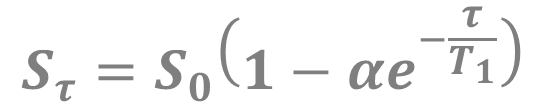 S_τ = S_0(1 − αe^{−τ/T_1})